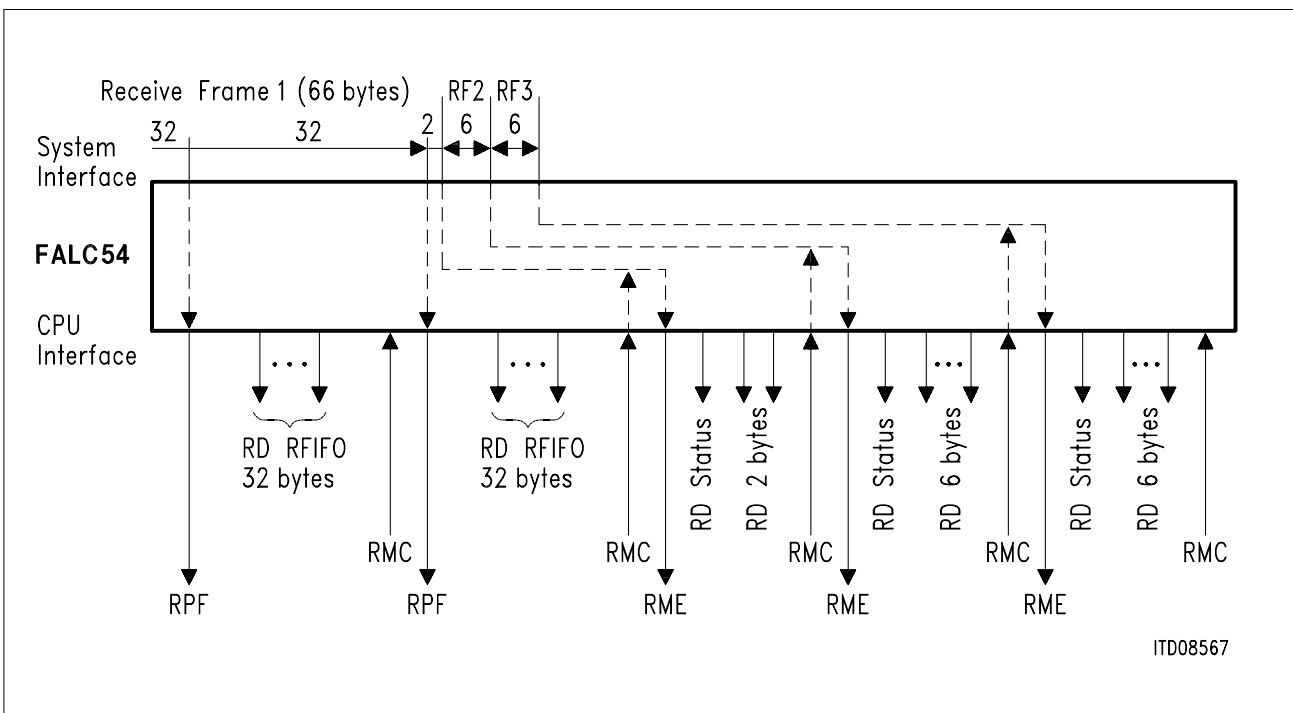 Receive Frame 1 (66 bytes) RF2 RF3
32 32 2 6 6
System
Interface
FALC54
CPU
Interface
... ... ... ...
RD RFIFO
32 bytes
RD RFIFO
32 bytes
RD Status
RD 2 bytes
RD Status
RD 6 bytes
RD Status
RD 6 bytes
RMC RMC RMC RMC RMC
RPF RPF RME RME RME
ITD08567